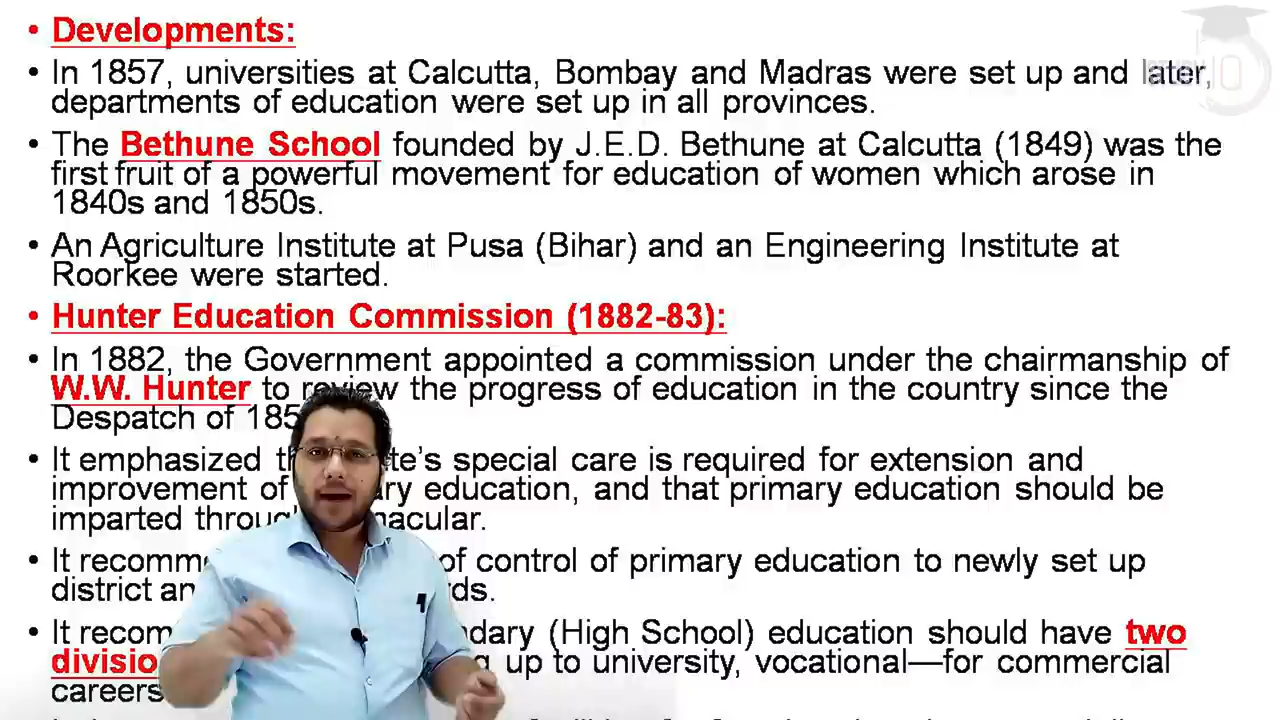 • Developments:
• In 1857, universities at Calcutta, Bombay and Madras were set up and later,
departments of education were set up in all provinces.
• The Bethune School founded by J.E.D. Bethune at Calcutta (1849) was the
first fruit of a powerful movement for education of women which arose in
1840s and 1850s.
• An Agriculture Institute at Pusa (Bihar) and an Engineering Institute at
Roorkee were started.
• Hunter Education Commission (1882-83):
• In 1882, the Government appointed a commission under the chairmanship of
W.W. Hunter to review the progress of education in the country since the
Despatch of
• It emphasized special care is required for extension and
improvement of education, and that primary education should be
imparted
• It of control of primary education to newly set up
district
• It (High School) education should have two
up to university, vocational—for commercial
careers